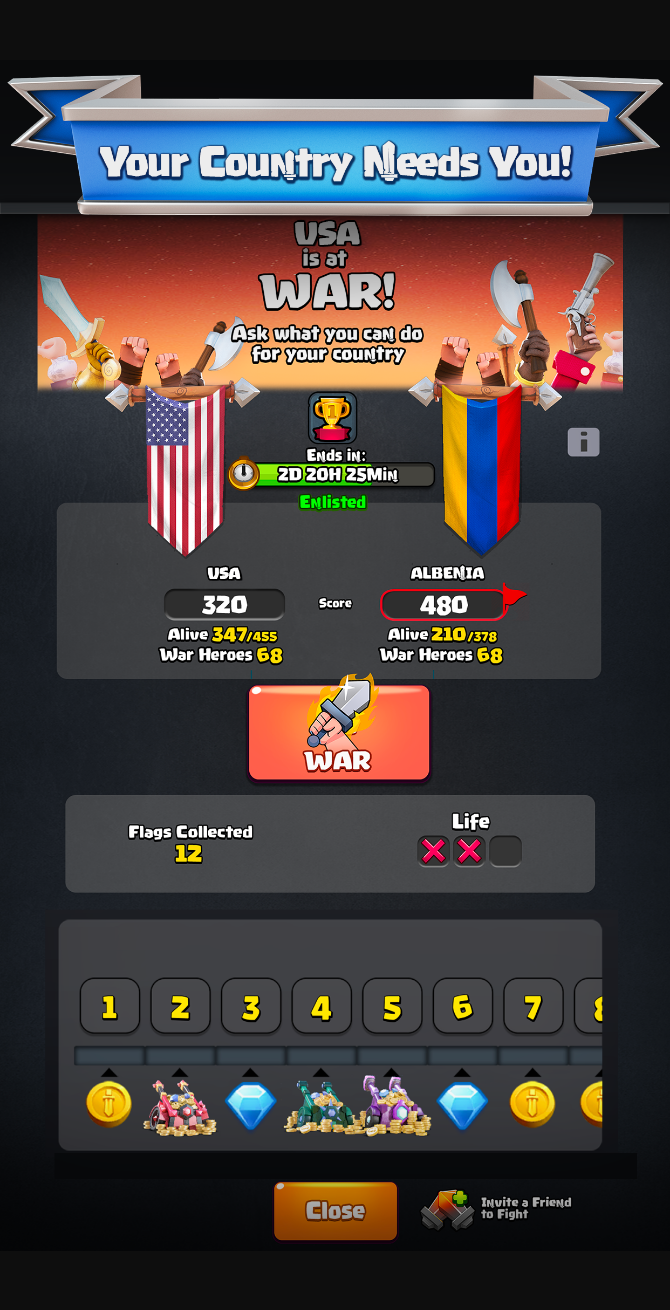 Your Country Needs You!
USA
is at
WAR!
Ask what you can do
for your country
1
Ends in:
2D 20H 25Min
Enlisted
i
USA
ALBENIA
320
Score
480
Alive 347/455
Alive 210/378
War Heroes 68
War Heroes 68
WAR
Flags Collected
12
Life
1 2 3 4 5 6 7 8
Close
Invite a Friend
to Fight